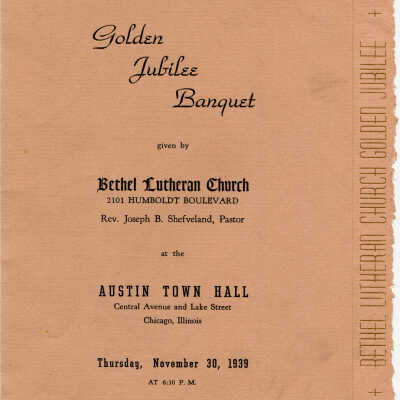 Golden
Jubilee
Banquet
given by
Bethel Lutheran Church
2101 HUMBOLDT BOULEVARD
Rev. Joseph B. Shefveland, Pastor
at the
AUSTIN TOWN HALL
Central Avenue and Lake Street
Chicago, Illinois
Thursday, November 30, 1939
AT 6:30 P. M.
+ BETHEL LUTHERAN CHURCH GOLDEN JUBILEE +